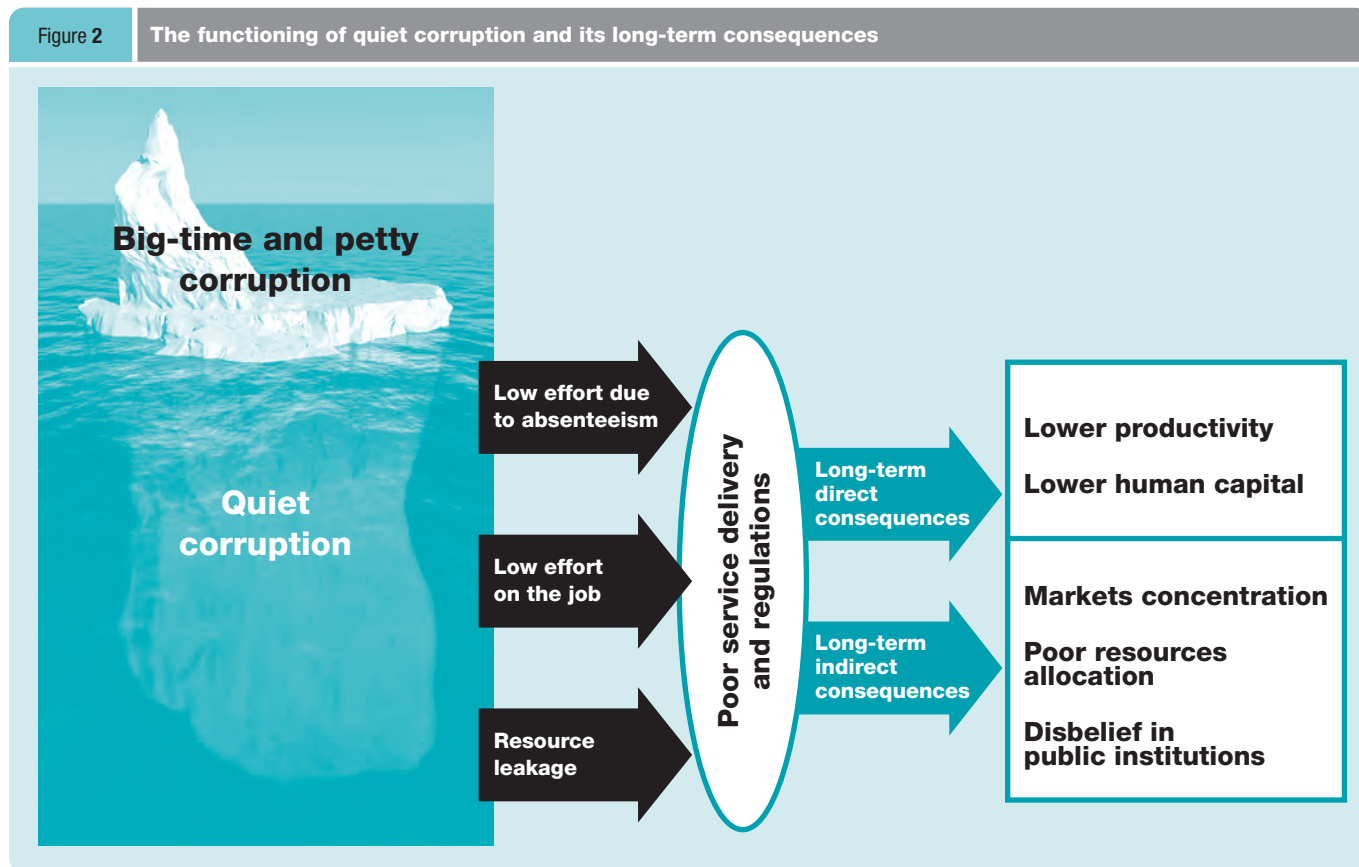 Figure 2
The functioning of quiet corruption and its long-term consequences
Big-time and petty
corruption
Quiet
corruption
Low effort due
to absenteeism
Low effort
on the job
Resource
leakage
Poor service delivery
and regulations
Long-term
direct
consequences
Long-term
indirect
consequences
Lower productivity
Lower human capital
Markets concentration
Poor resources
allocation
Disbelief in
public institutions